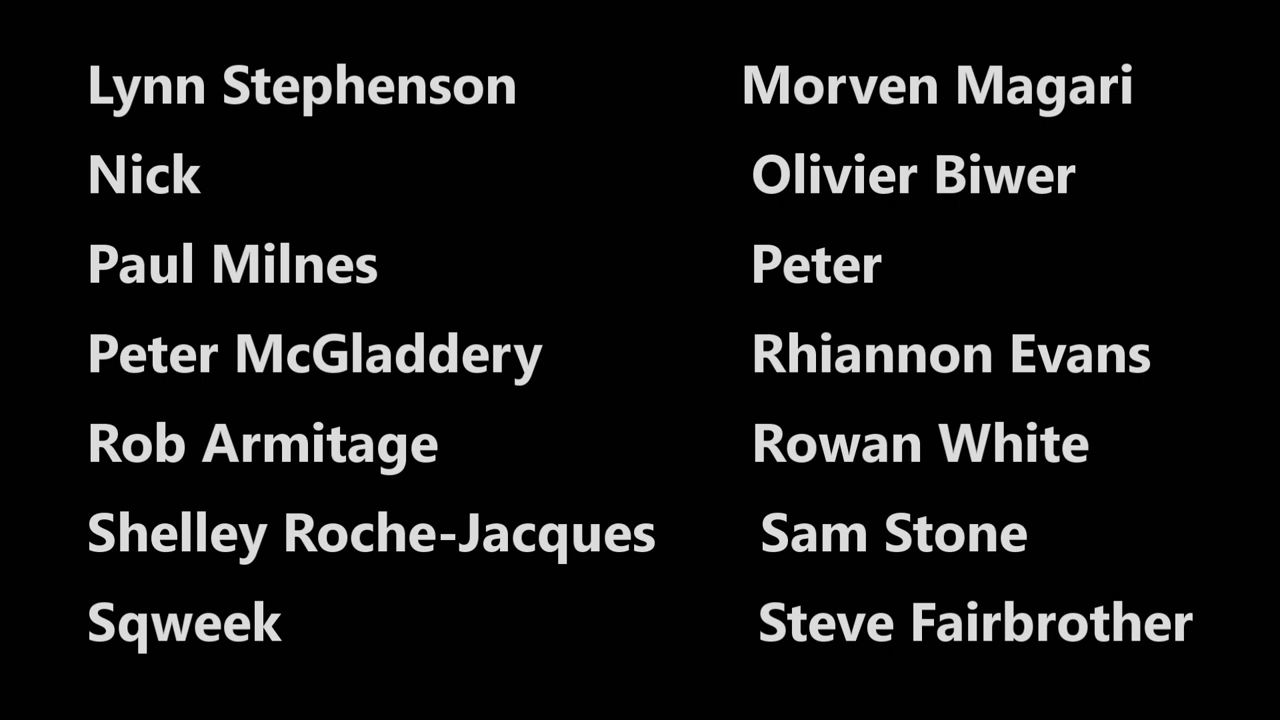 Lynn Stephenson Morven Magari
Nick Olivier Biwer
Paul Milnes Peter
Peter McGladdery Rhiannon Evans
Rob Armitage Rowan White
Shelley Roche-Jacques Sam Stone
Sqweek Steve Fairbrother